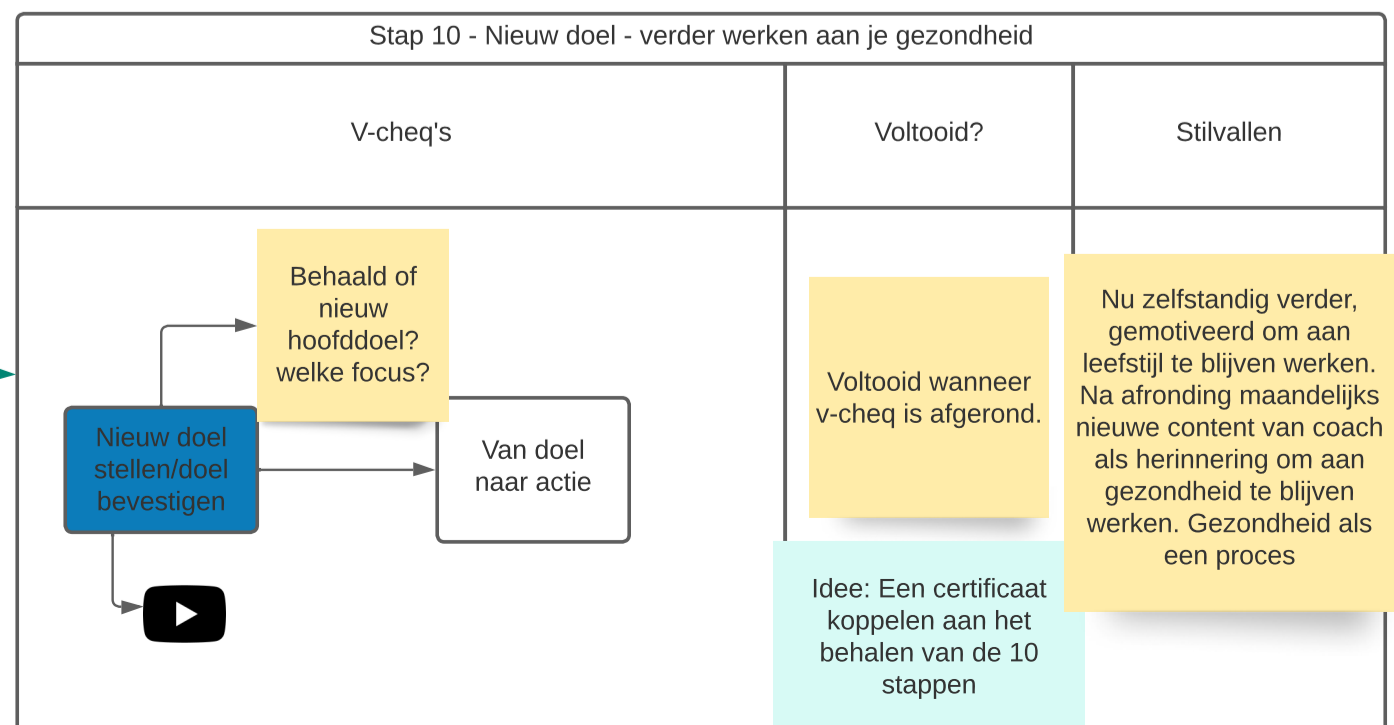 Stap 10 - Nieuw doel - verder werken aan je gezondheid
V-cheq's
Voltooid?
Stilvallen
Behaald of
nieuw
hoofddoel?
welke focus?
Nieuw doel
stellen/doel
bevestigen
Van doel
naar actie
Voltooid wanneer
v-cheq is afgerond.
Idee: Een certificaat
koppelen aan het
behalen van de 10
stappen
Nu zelfstandig verder,
gemotiveerd om aan
leefstijl te blijven werken.
Na afronding maandelijks
nieuwe content van coach
als herinnering om aan
gezondheid te blijven
werken. Gezondheid als
een proces